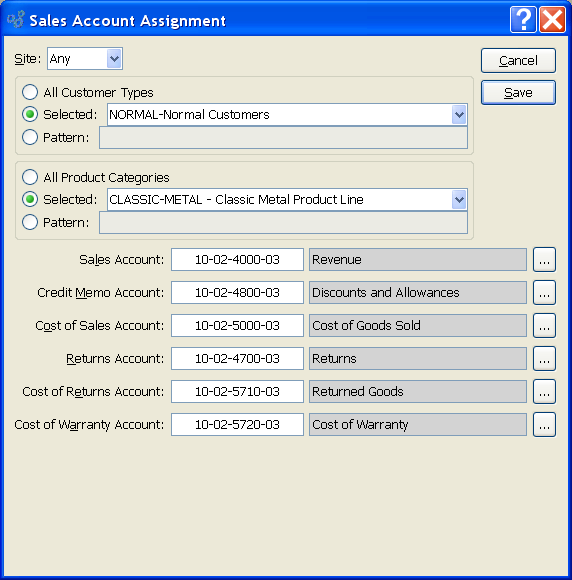 Sales Account Assignment
Site: Any
Cancel
All Customer Types
Save
Selected: NORMAL-Normal Customers
Pattern:
All Product Categories
Selected: CLASSIC-METAL - Classic Metal Product Line
Pattern:
Sales Account: 10-02-4000-03 Revenue ...
Credit Memo Account: 10-02-4800-03 Discounts and Allowances ...
Cost of Sales Account: 10-02-5000-03 Cost of Goods Sold ...
Returns Account: 10-02-4700-03 Returns ...
Cost of Returns Account: 10-02-5710-03 Returned Goods ...
Cost of Warranty Account: 10-02-5720-03 Cost of Warranty ...